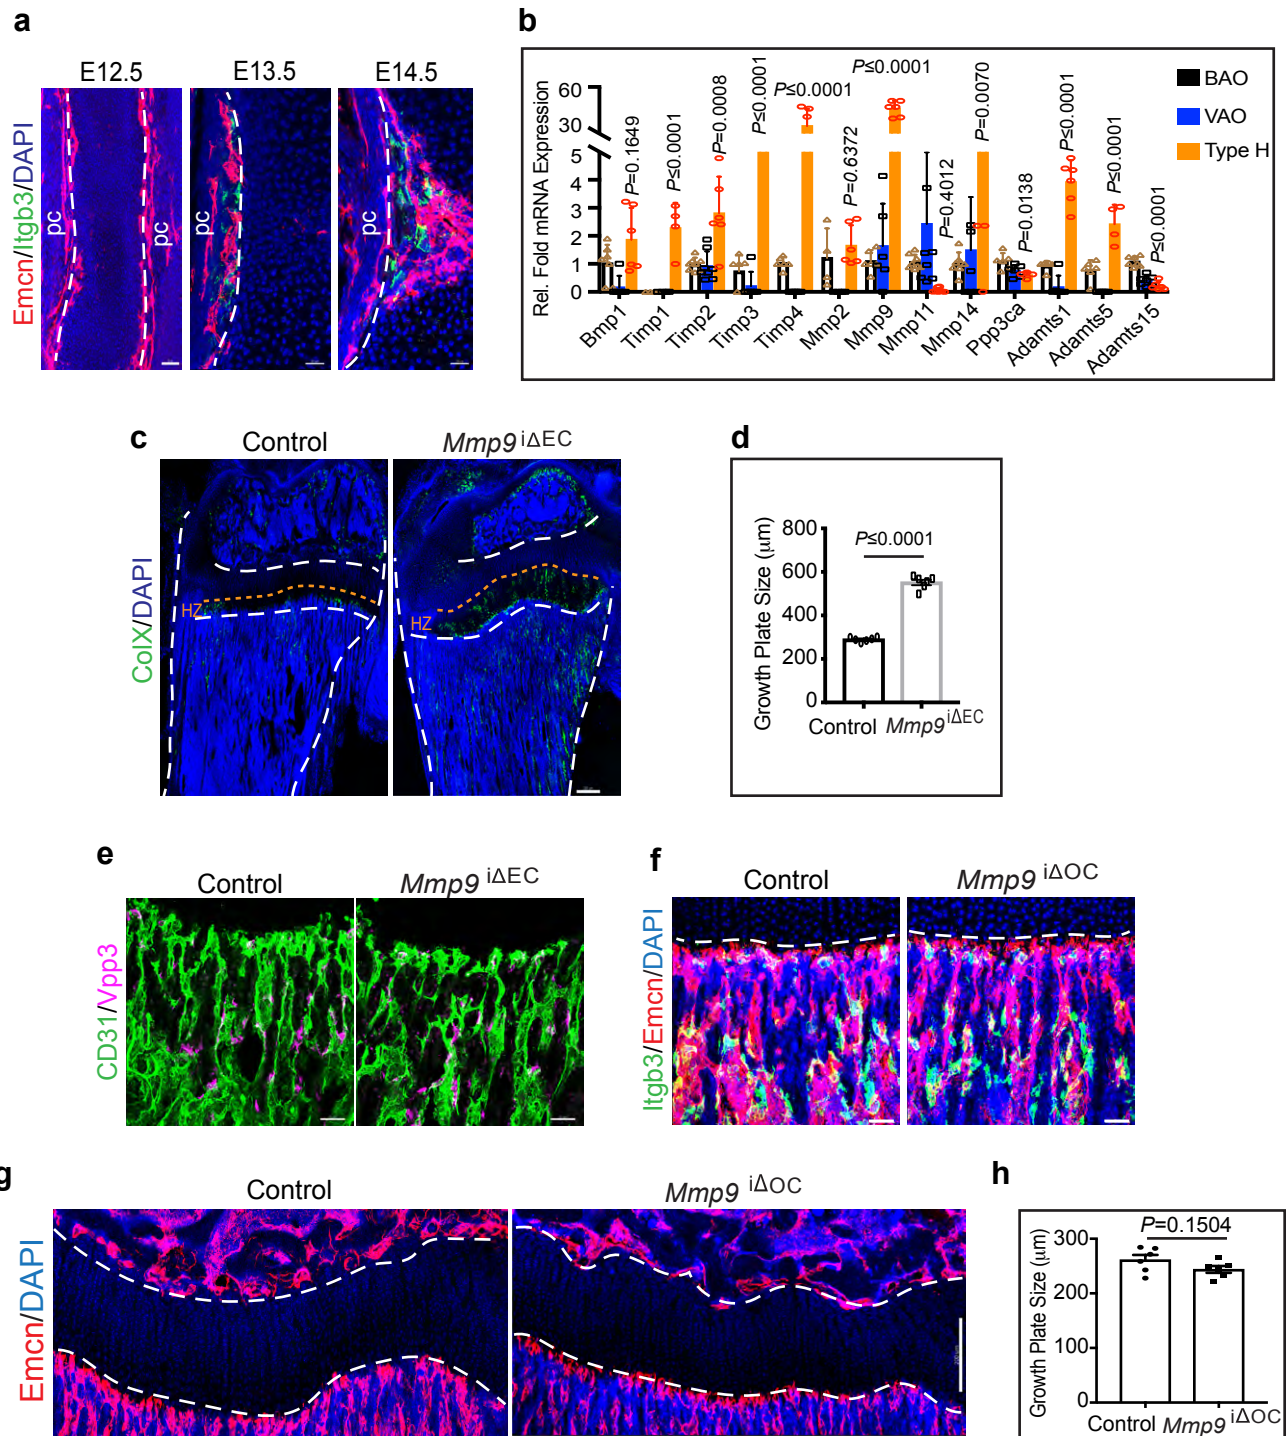 a
E12.5
E13.5
E14.5
Emcn/Itgb3/DAPI
pc
pc
pc
pc
b
Rel. Fold mRNA Expression
60
30
5
4
3
2
1
0
P=0.1649
P≤0.0001
P=0.0008
P≤0.0001
P≤0.0001
P=0.6372
P≤0.0001
P=0.4012
P=0.0070
P=0.0138
P≤0.0001
P≤0.0001
P≤0.0001
BAO
VAO
Type H
Bmp1
Timp1
Timp2
Timp3
Timp4
Mmp2
Mmp9
Mmp11
Mmp14
Ppp3ca
Adamts1
Adamts5
Adamts15
c
Control
Mmp9 iΔEC
ColX/DAPI
HZ
HZ
d
Growth Plate Size (μm)
800
600
400
200
0
P≤0.0001
Control
Mmp9 iΔEC
e
Control
Mmp9 iΔEC
CD31/Vpp3
f
Control
Mmp9 iΔOC
Itgb3/Emcn/DAPI
g
Control
Mmp9 iΔOC
Emcn/DAPI
h
Growth Plate Size (μm)
300
200
100
0
P=0.1504
Control
Mmp9 iΔOC